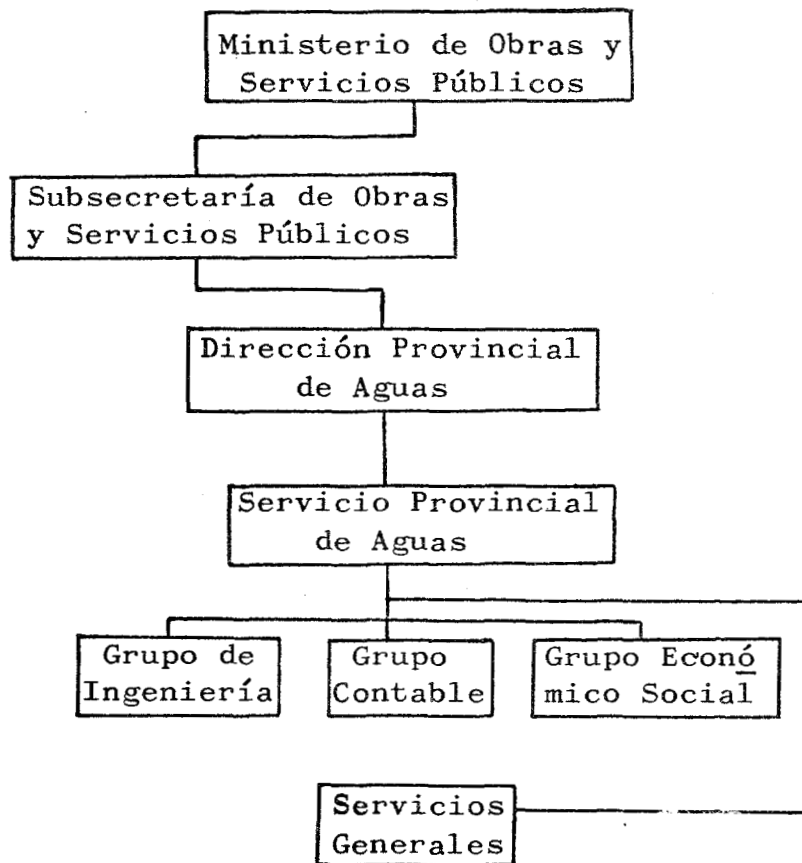 Ministerio de Obras y
Servicios Públicos
Subsecretaría de Obras
y Servicios Públicos
Dirección Provincial
de Aguas
Servicio Provincial
de Aguas
Grupo de
Ingeniería
Grupo
Contable
Grupo Econó
mico Social
Servicios
Generales